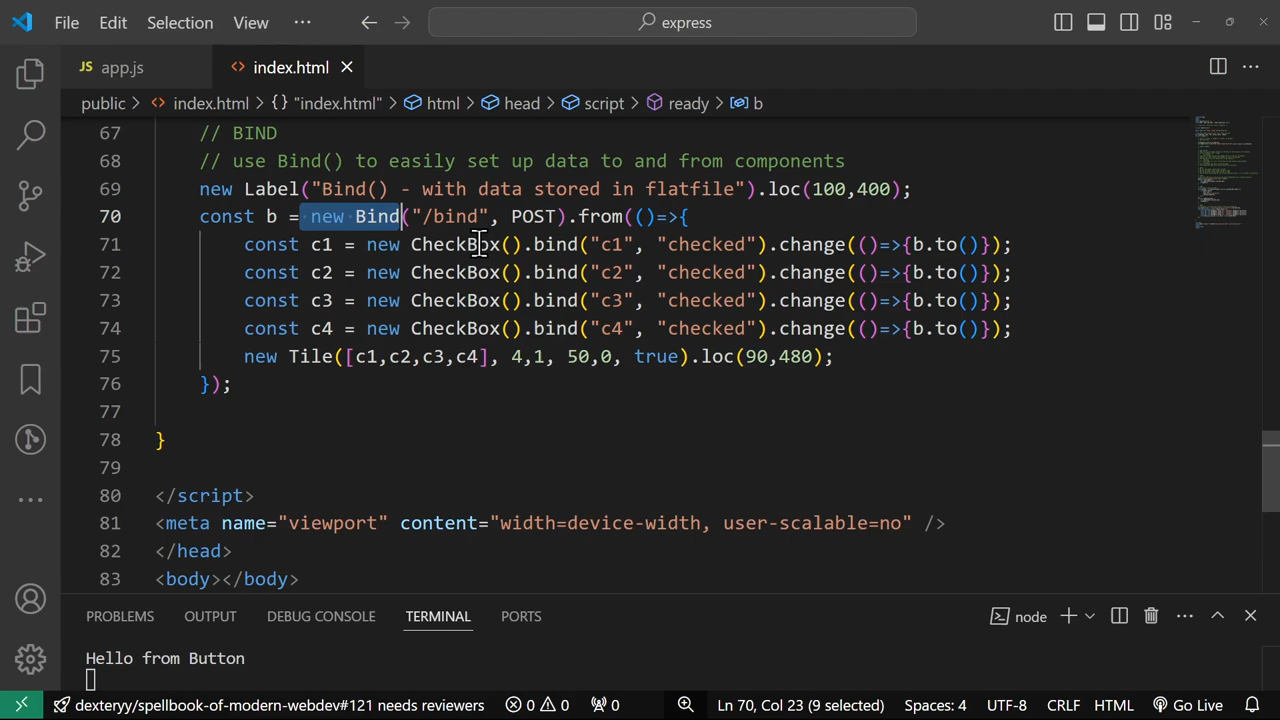 File Edit Selection View ··· express
JS app.js <> index.html
public > <> index.html > {} "index.html" > html > head > script > ready > b
67 // BIND
68 // use Bind() to easily set up data to and from components
69 new Label("Bind() - with data stored in flatfile").loc(100,400);
70 const b = new Bind("/bind", POST).from(()=>{
71 const c1 = new CheckBox().bind("c1", "checked").change(()=>{b.to()});
72 const c2 = new CheckBox().bind("c2", "checked").change(()=>{b.to()});
73 const c3 = new CheckBox().bind("c3", "checked").change(()=>{b.to()});
74 const c4 = new CheckBox().bind("c4", "checked").change(()=>{b.to()});
75 new Tile([c1,c2,c3,c4], 4,1, 50,0, true).loc(90,480);
76 });
77
78 }
79
80 </script>
81 <meta name="viewport" content="width=device-width, user-scalable=no" />
82 </head>
83 <body></body>
PROBLEMS OUTPUT DEBUG CONSOLE TERMINAL PORTS node
Hello from Button
dexteryy/spellbook-of-modern-webdev#121 needs reviewers 0 0 0 Ln 70, Col 23 (9 selected) Spaces: 4 UTF-8 CRLF HTML Go Live